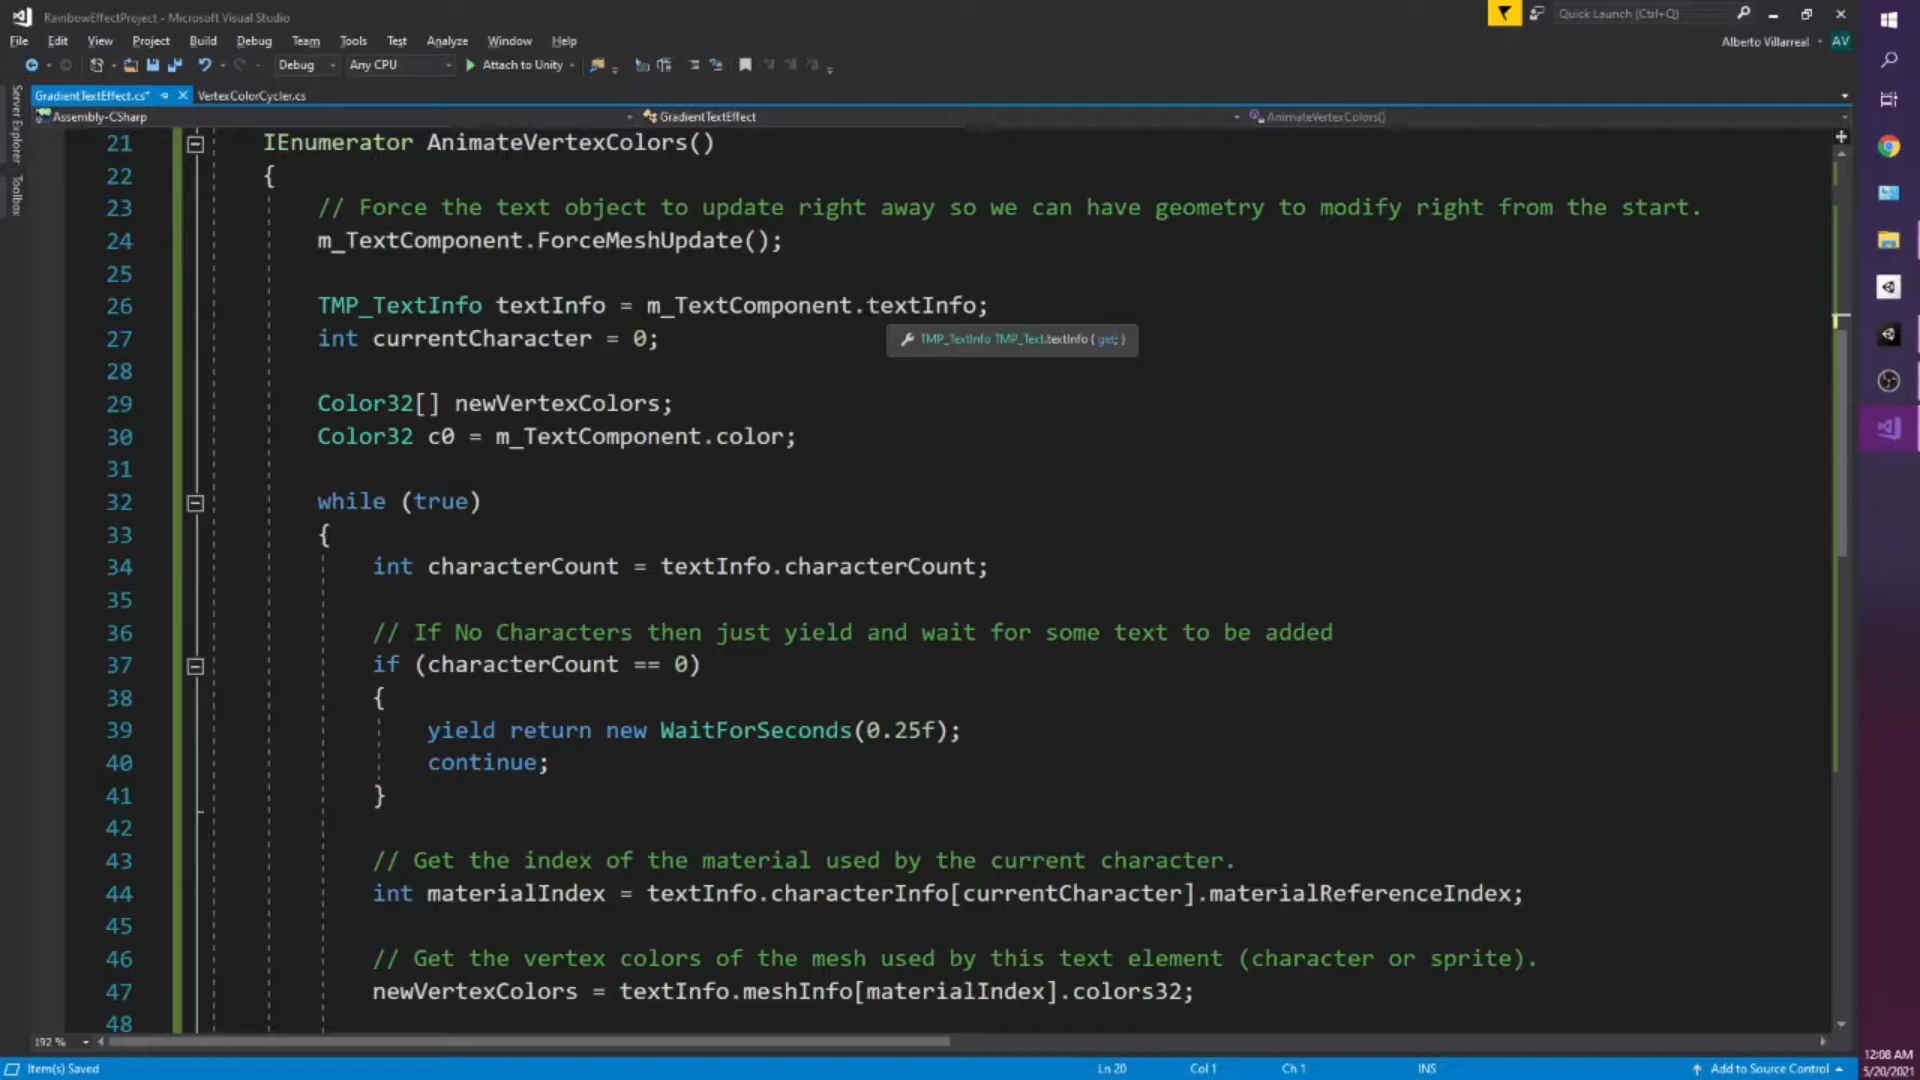 RainbowEffectProject - Microsoft Visual Studio
Quick Launch (Ctrl+Q)
File Edit View Project Build Debug Team Tools Test Analyze Window Help
Alberto Villarreal AV
Debug Any CPU Attach to Unity
GradientTextEffect.cs* VertexColorCycler.cs
Assembly-CSharp GradientTextEffect AnimateVertexColors()
Server Explorer
Toolbox
21 IEnumerator AnimateVertexColors()
22 {
23 // Force the text object to update right away so we can have geometry to modify right from the start.
24 m_TextComponent.ForceMeshUpdate();
25
26 TMP_TextInfo textInfo = m_TextComponent.textInfo;
27 int currentCharacter = 0;
TMP_TextInfo TMP_Text.textInfo { get; }
28
29 Color32[] newVertexColors;
30 Color32 c0 = m_TextComponent.color;
31
32 while (true)
33 {
34 int characterCount = textInfo.characterCount;
35
36 // If No Characters then just yield and wait for some text to be added
37 if (characterCount == 0)
38 {
39 yield return new WaitForSeconds(0.25f);
40 continue;
41 }
42
43 // Get the index of the material used by the current character.
44 int materialIndex = textInfo.characterInfo[currentCharacter].materialReferenceIndex;
45
46 // Get the vertex colors of the mesh used by this text element (character or sprite).
47 newVertexColors = textInfo.meshInfo[materialIndex].colors32;
48
192 %
Item(s) Saved Ln 20 Col 1 Ch 1 INS Add to Source Control
12:08 AM
5/20/2021